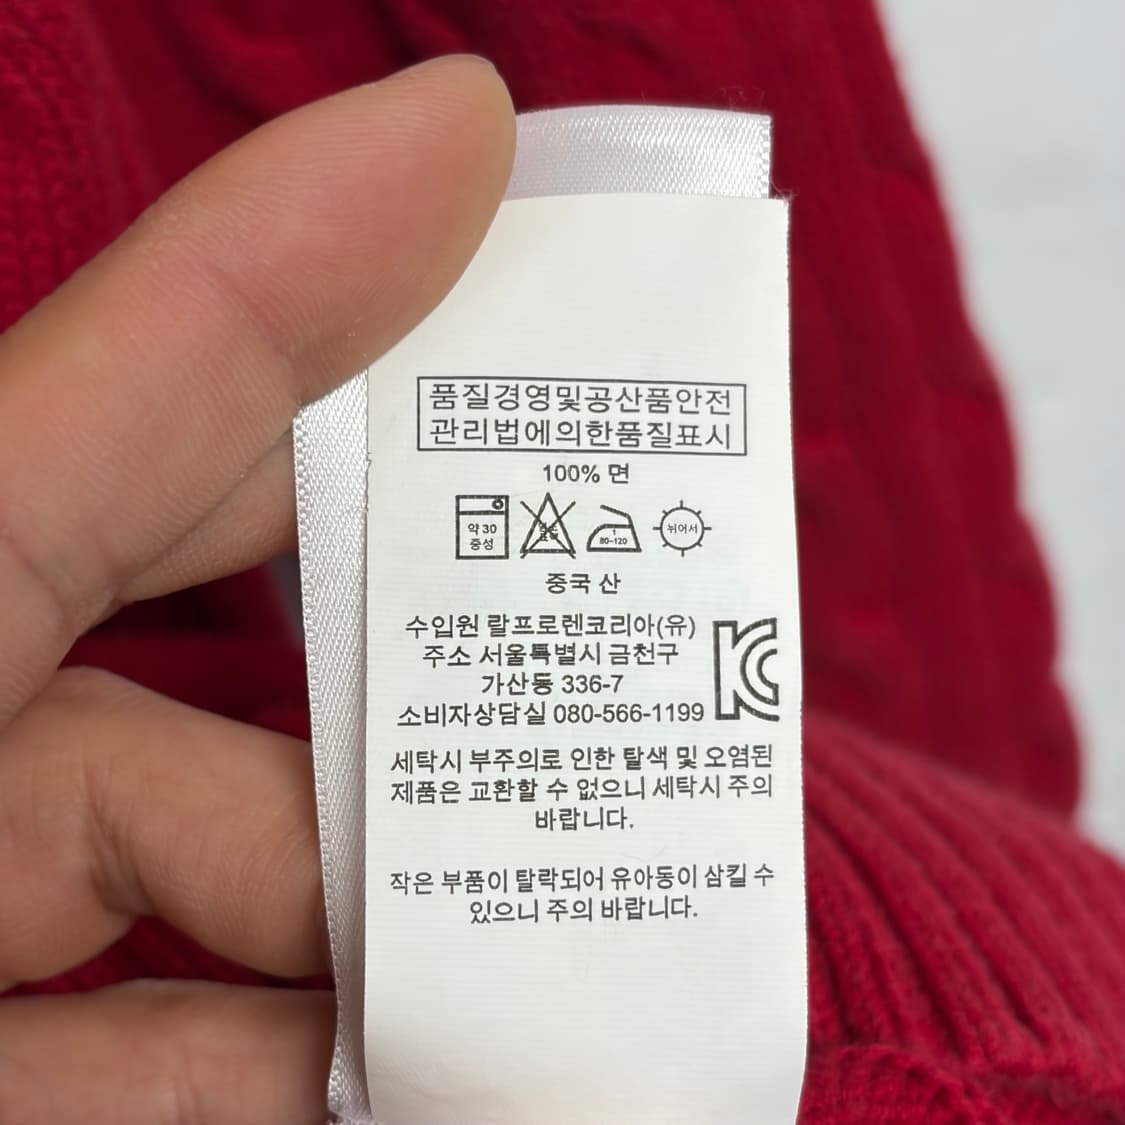 품질경영및공산품안전
관리법에의한품질표시
100% 면
약 30
중성
1
80-120
뉘어서
중국 산
수입원 랄프로렌코리아(유)
주소 서울특별시 금천구
가산동 336-7
소비자상담실 080-566-1199
세탁시 부주의로 인한 탈색 및 오염된
제품은 교환할 수 없으니 세탁시 주의
바랍니다.
작은 부품이 탈락되어 유아동이 삼킬 수
있으니 주의 바랍니다.